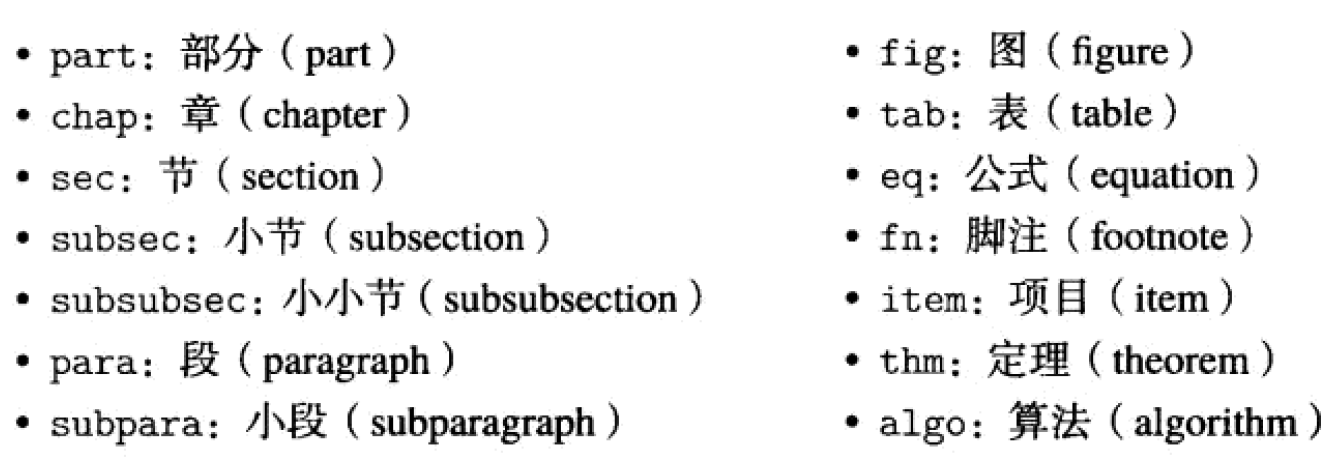 • part：部分（part）
• chap：章（chapter）
• sec：节（section）
• subsec：小节（subsection）
• subsubsec：小小节（subsubsection）
• para：段（paragraph）
• subpara：小段（subparagraph）
• fig：图（figure）
• tab：表（table）
• eq：公式（equation）
• fn：脚注（footnote）
• item：项目（item）
• thm：定理（theorem）
• algo：算法（algorithm）